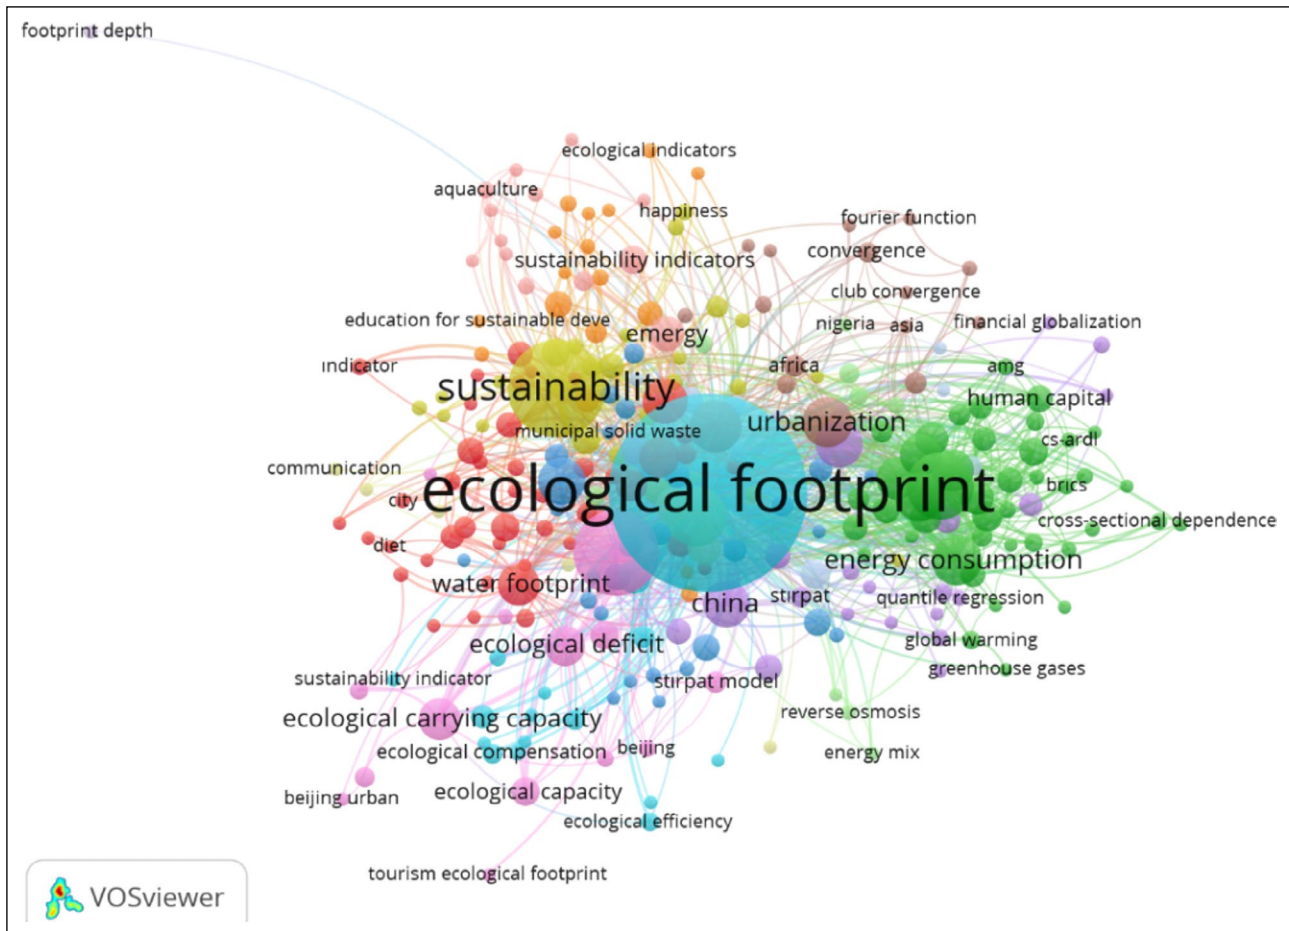 footprint depth
ecological indicators
aquaculture
happiness
fourier function
convergence
sustainability indicators
club convergence
education for sustainable deve
emergy
nigeria
asia
financial globalization
indicator
africa
amg
sustainability
human capital
urbanization
municipal solid waste
cs-ardl
communication
brics
city
ecological footprint
cross-sectional dependence
diet
energy consumption
water footprint
china
stirpat
quantile regression
ecological deficit
global warming
greenhouse gases
sustainability indicator
stirpat model
ecological carrying capacity
reverse osmosis
ecological compensation
beijing
energy mix
beijing urban
ecological capacity
ecological efficiency
tourism ecological footprint
VOSviewer